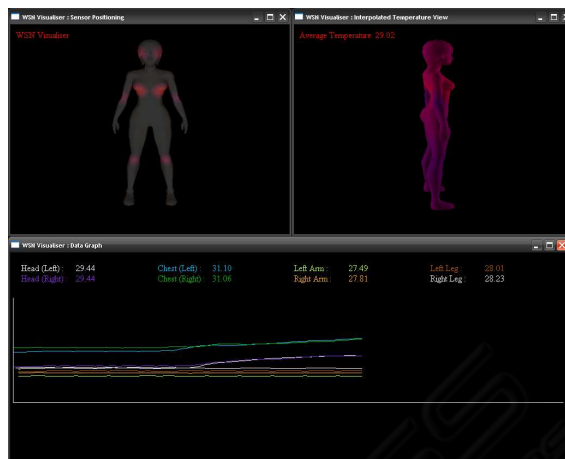 WSN Visualiser : Sensor Positioning
WSN Visualiser
WSN Visualiser : Interpolated Temperature View
Average Temperature 29.02
WSN Visualiser : Data Graph
Head (Left) : 29.44 Chest (Left) : 31.10 Left Arm : 27.49 Left Leg : 28.01
Head (Right) : 29.44 Chest (Right) : 31.06 Right Arm : 27.81 Right Leg : 28.23